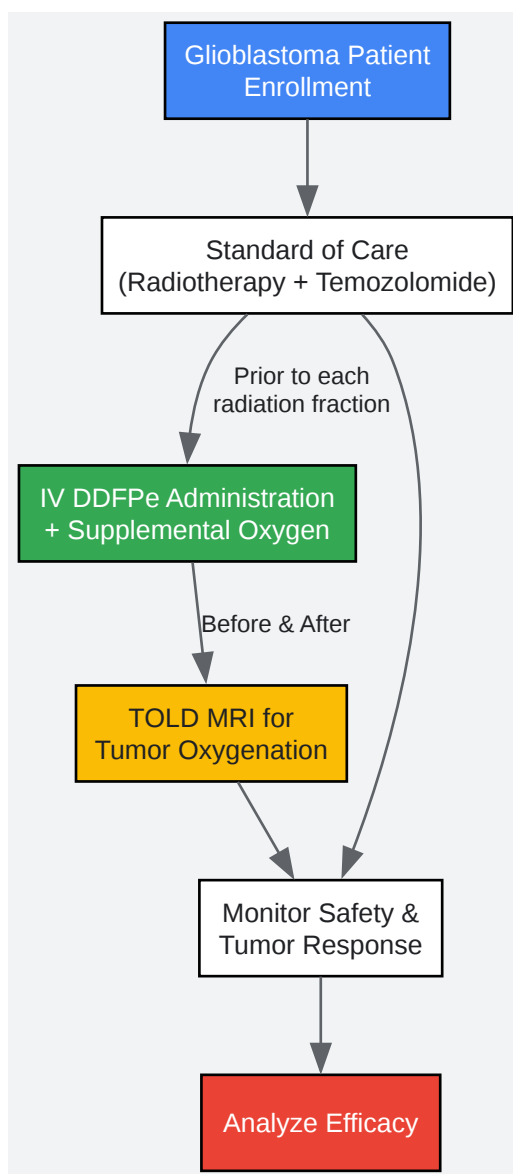 Glioblastoma Patient
Enrollment
Standard of Care
(Radiotherapy + Temozolomide)
Prior to each
radiation fraction
IV DDFPe Administration
+ Supplemental Oxygen
Before & After
TOLD MRI for
Tumor Oxygenation
Monitor Safety &
Tumor Response
Analyze Efficacy